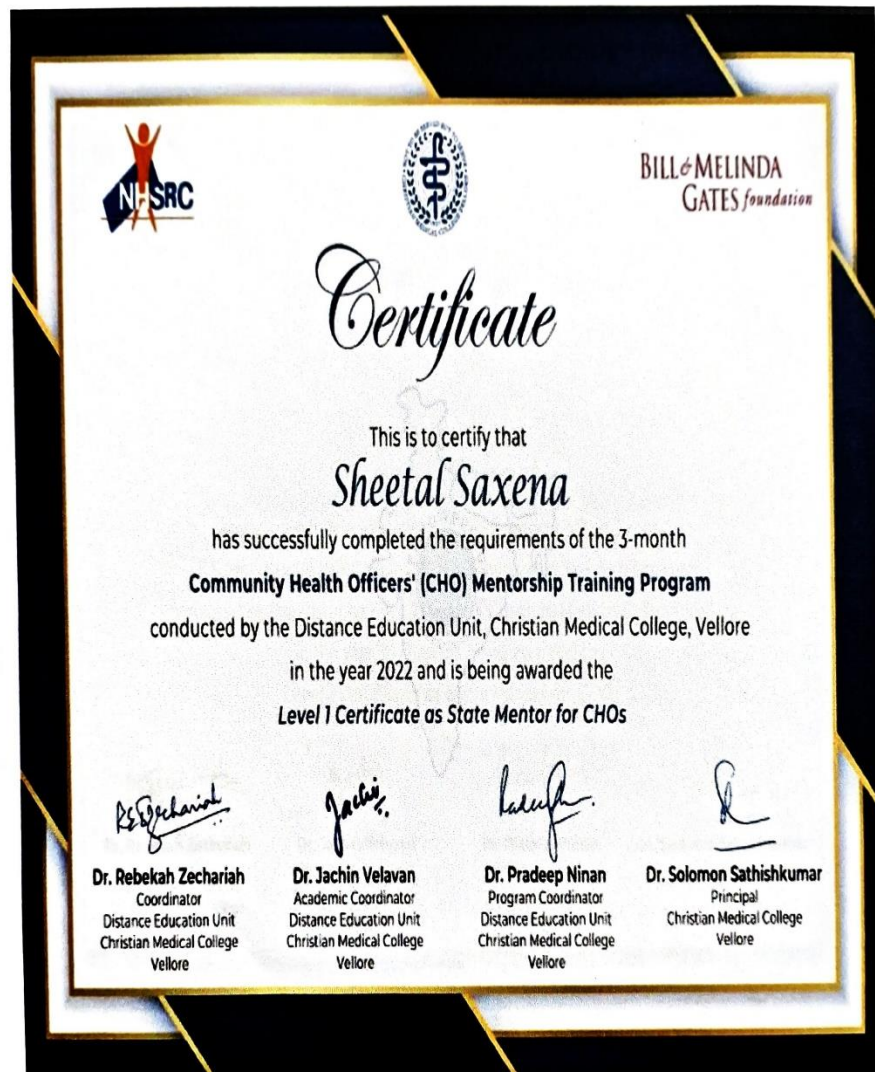 NHSRC
BILL & MELINDA
GATES foundation
Certificate
This is to certify that
Sheetal Saxena
has successfully completed the requirements of the 3-month
Community Health Officers' (CHO) Mentorship Training Program
conducted by the Distance Education Unit, Christian Medical College, Vellore
in the year 2022 and is being awarded the
Level 1 Certificate as State Mentor for CHOs
Dr. Rebekah Zechariah
Coordinator
Distance Education Unit
Christian Medical College
Vellore
Dr. Jachin Velavan
Academic Coordinator
Distance Education Unit
Christian Medical College
Vellore
Dr. Pradeep Ninan
Program Coordinator
Distance Education Unit
Christian Medical College
Vellore
Dr. Solomon Sathishkumar
Principal
Christian Medical College
Vellore